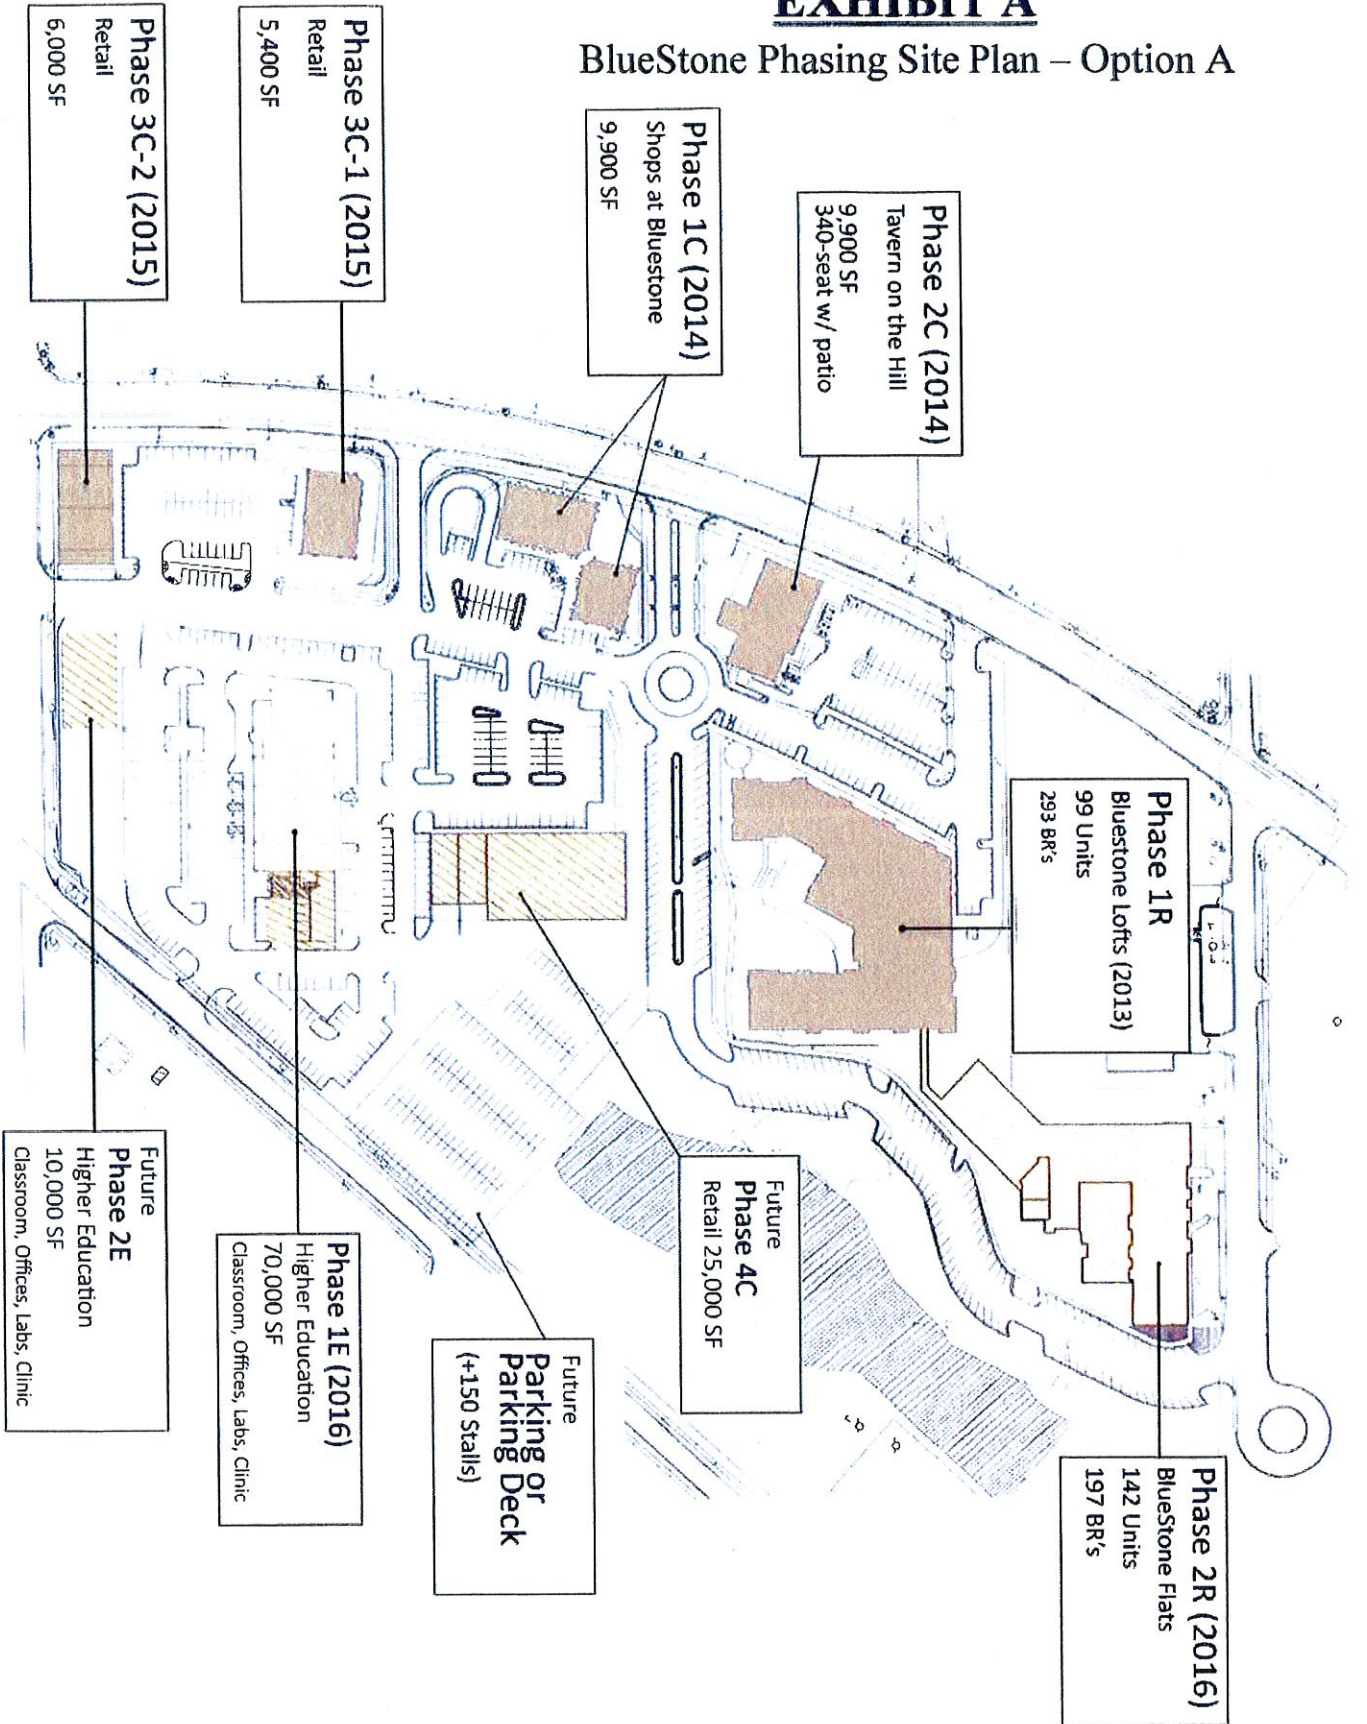 EXHIBIT A
BlueStone Phasing Site Plan – Option A
Phase 3C-2 (2015)
Retail
6,000 SF
Phase 3C-1 (2015)
Retail
5,400 SF
Phase 1C (2014)
Shops at Bluestone
9,900 SF
Phase 2C (2014)
Tavern on the Hill
9,900 SF
340-seat w/ patio
Phase 1R
Bluestone Lofts (2013)
99 Units
293 BR's
Phase 2R (2016)
BlueStone Flats
142 Units
197 BR's
Future
Phase 4C
Retail 25,000 SF
Future
Parking or
Parking Deck
(+150 Stalls)
Phase 1E (2016)
Higher Education
70,000 SF
Classroom, Offices, Labs, Clinic
Future
Phase 2E
Higher Education
10,000 SF
Classroom, Offices, Labs, Clinic